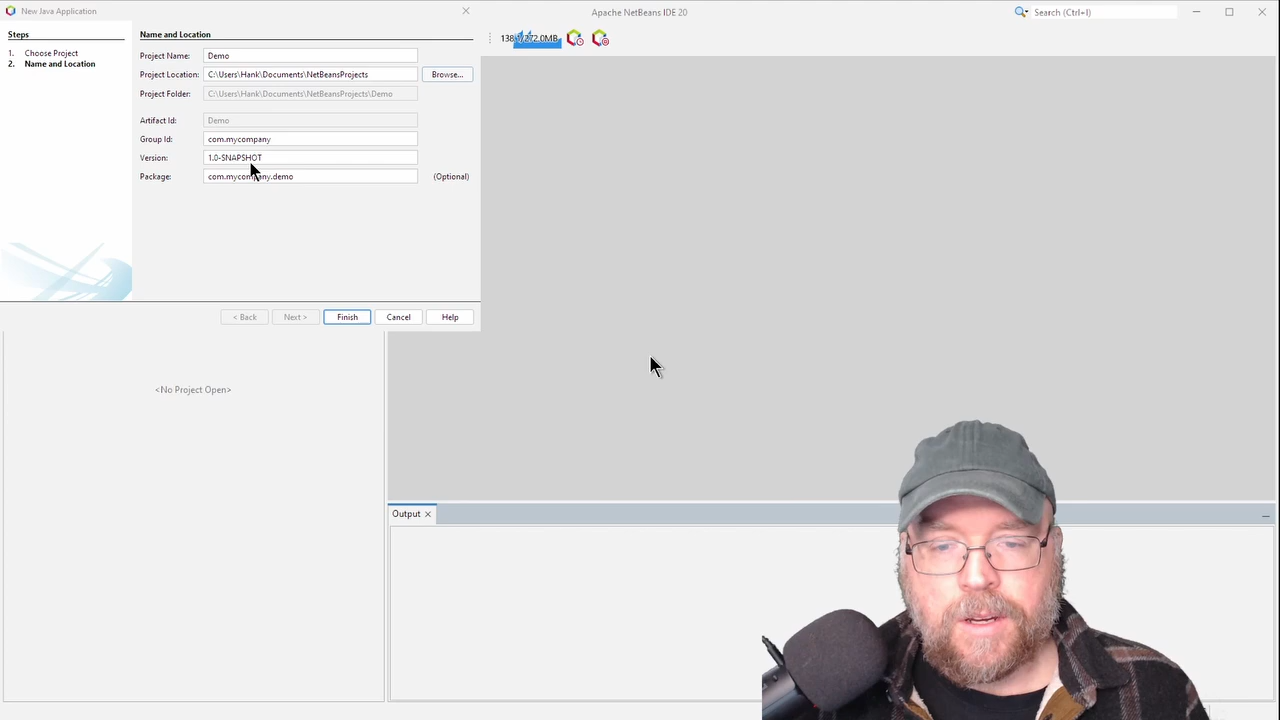 New Java Application
Apache NetBeans IDE 20
Search (Ctrl+I)
Steps
1. Choose Project
2. Name and Location
Name and Location
Project Name: Demo
Project Location: C:\Users\Hank\Documents\NetBeansProjects Browse...
Project Folder: C:\Users\Hank\Documents\NetBeansProjects\Demo
Artifact Id: Demo
Group Id: com.mycompany
Version: 1.0-SNAPSHOT
Package: com.mycompany.demo (Optional)
< Back Next > Finish Cancel Help
<No Project Open>
Output